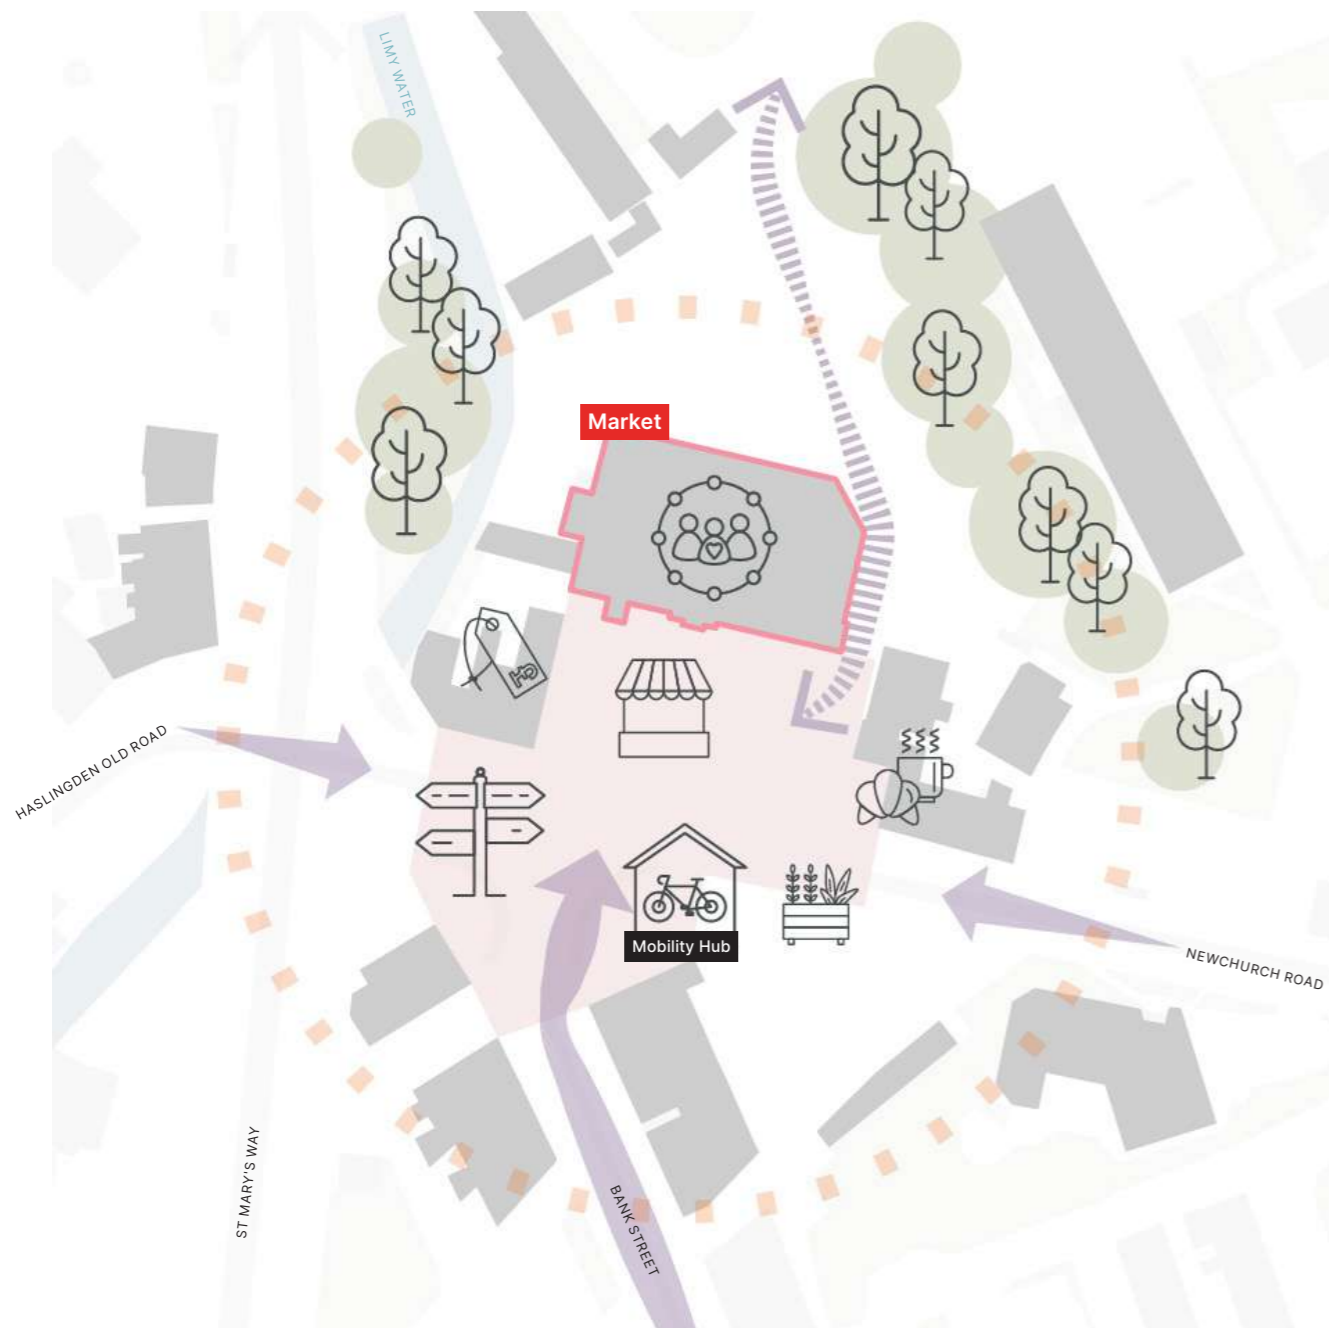 LIMY WATER
Market
HASLINGDEN OLD ROAD
Mobility Hub
NEWCHURCH ROAD
ST MARY'S WAY
BANK STREET